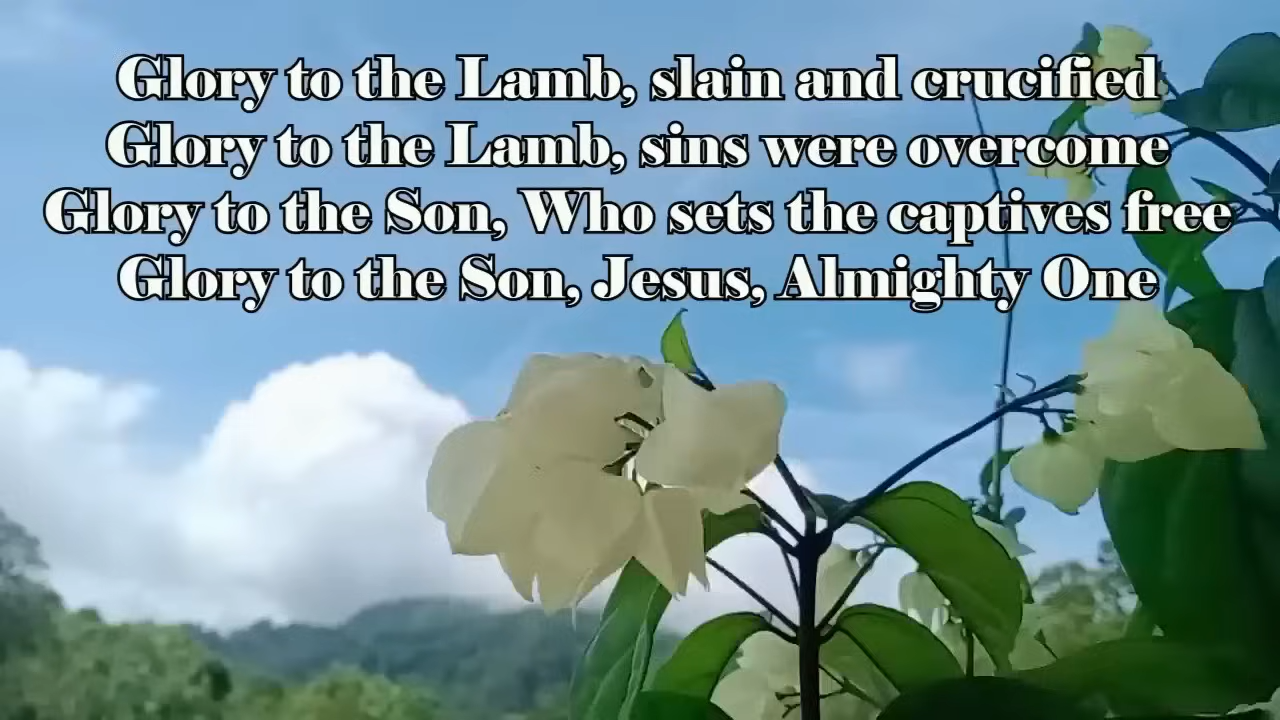 Glory to the Lamb, slain and crucified
Glory to the Lamb, sins were overcome
Glory to the Son, Who sets the captives free
Glory to the Son, Jesus, Almighty One